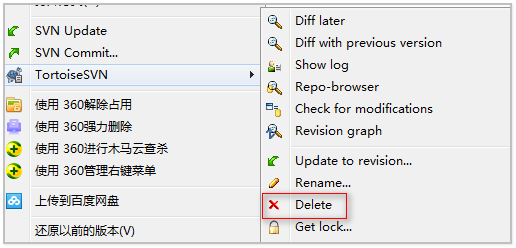 SVN Update
SVN Commit...
TortoiseSVN
使用 360解除占用
使用 360强力删除
使用 360进行木马云查杀
使用 360管理右键菜单
上传到百度网盘
还原以前的版本(V)
Diff later
Diff with previous version
Show log
Repo-browser
Check for modifications
Revision graph
Update to revision...
Rename...
Delete
Get lock...